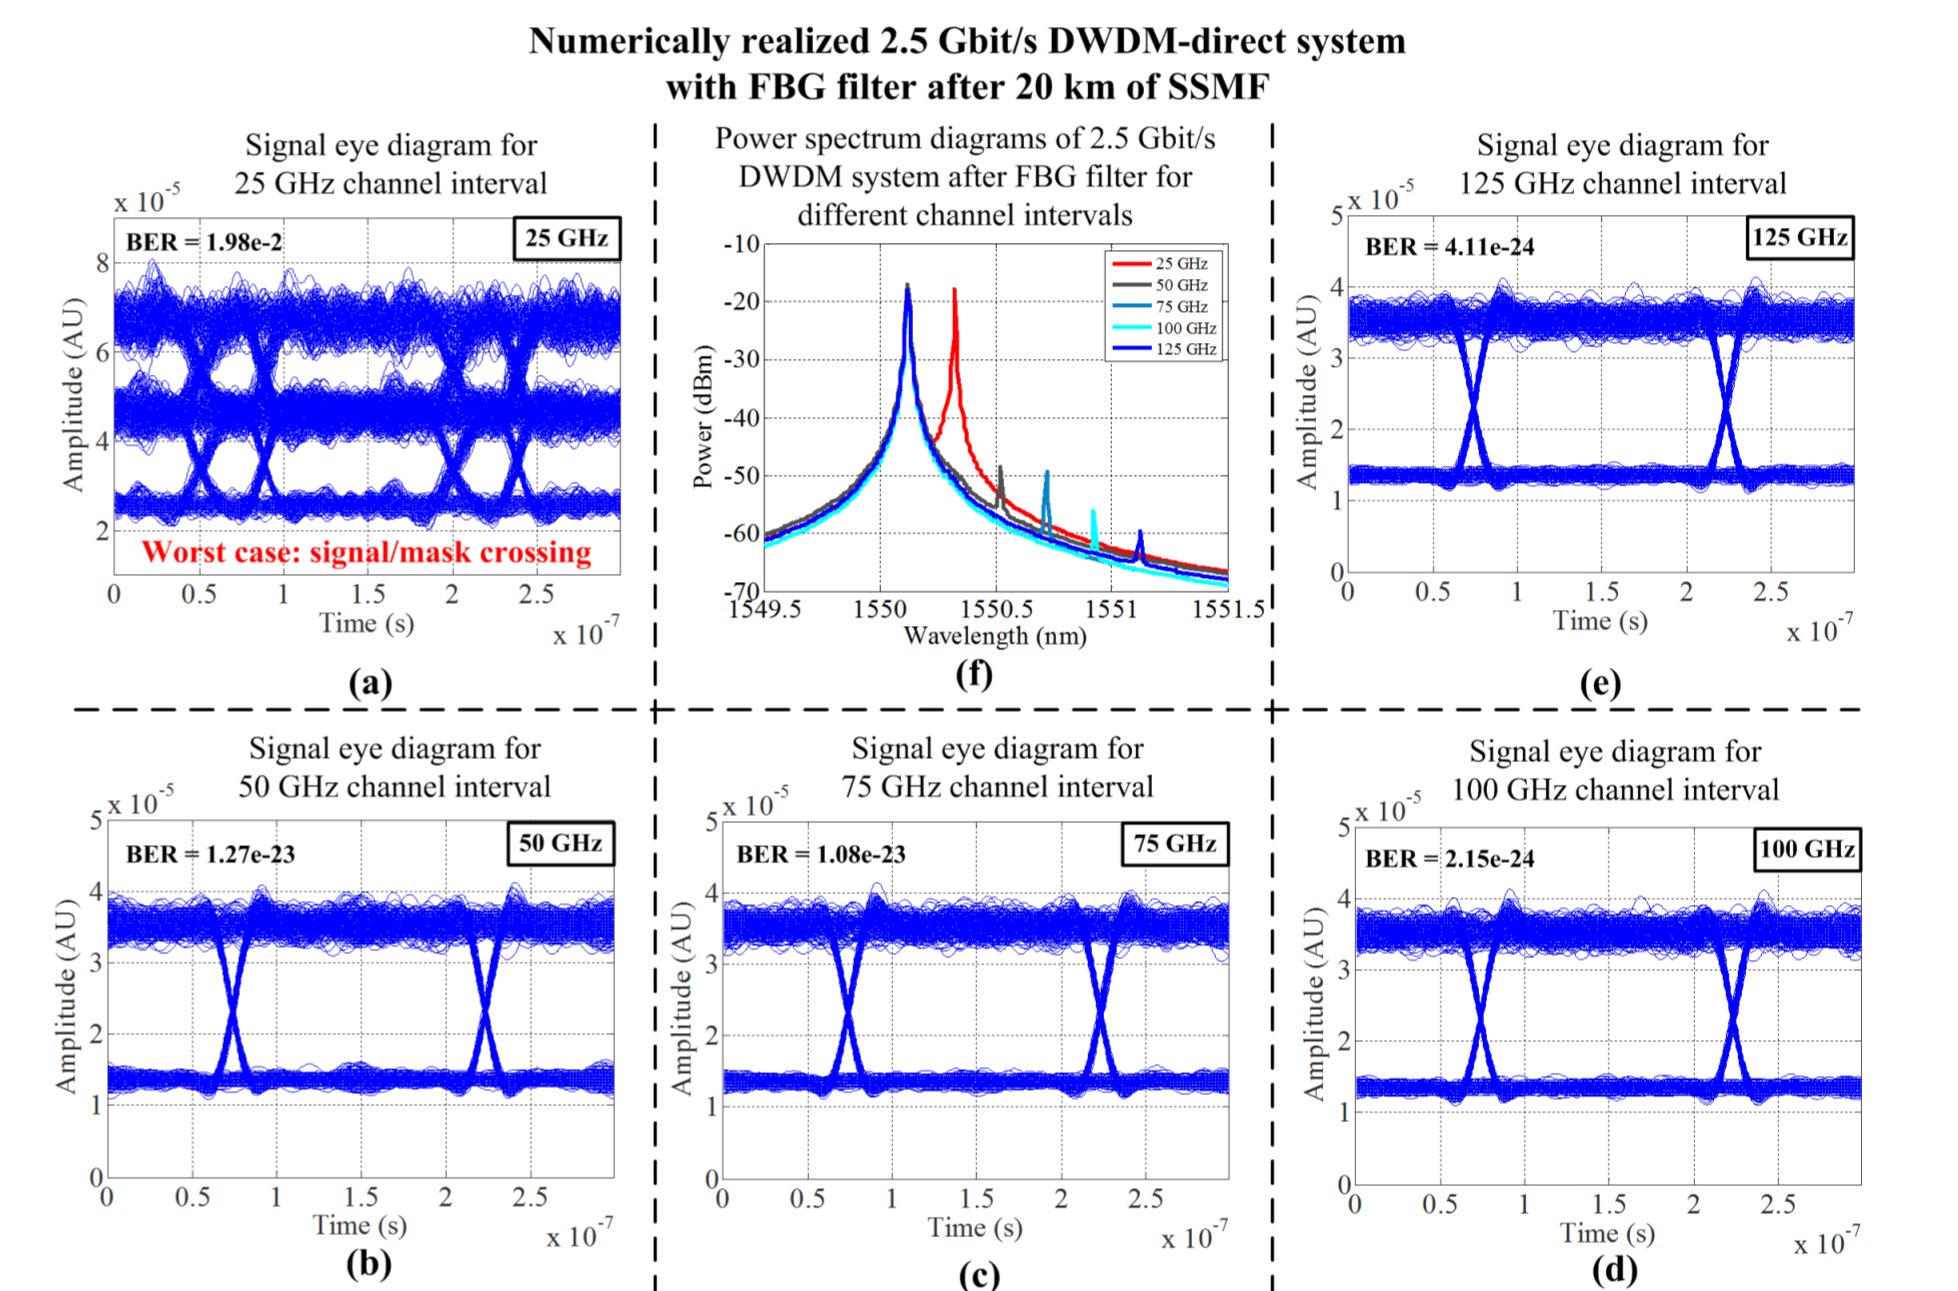 Numerically realized 2.5 Gbit/s DWDM-direct system
with FBG filter after 20 km of SSMF
Signal eye diagram for
25 GHz channel interval
x 10^-5
BER = 1.98e-2
25 GHz
8
6
4
2
Amplitude (AU)
Worst case: signal/mask crossing
0 0.5 1 1.5 2 2.5
Time (s)
x 10^-7
(a)
Power spectrum diagrams of 2.5 Gbit/s
DWDM system after FBG filter for
different channel intervals
-10
-20
-30
-40
-50
-60
-70
Power (dBm)
25 GHz
50 GHz
75 GHz
100 GHz
125 GHz
1549.5 1550 1550.5 1551 1551.5
Wavelength (nm)
(f)
Signal eye diagram for
125 GHz channel interval
x 10^-5
BER = 4.11e-24
125 GHz
5
4
3
2
1
0
Amplitude (AU)
0 0.5 1 1.5 2 2.5
Time (s)
x 10^-7
(e)
Signal eye diagram for
50 GHz channel interval
x 10^-5
BER = 1.27e-23
50 GHz
5
4
3
2
1
0
Amplitude (AU)
0 0.5 1 1.5 2 2.5
Time (s)
x 10^-7
(b)
Signal eye diagram for
75 GHz channel interval
x 10^-5
BER = 1.08e-23
75 GHz
5
4
3
2
1
0
Amplitude (AU)
0 0.5 1 1.5 2 2.5
Time (s)
x 10^-7
(c)
Signal eye diagram for
100 GHz channel interval
x 10^-5
BER = 2.15e-24
100 GHz
5
4
3
2
1
0
Amplitude (AU)
0 0.5 1 1.5 2 2.5
Time (s)
x 10^-7
(d)